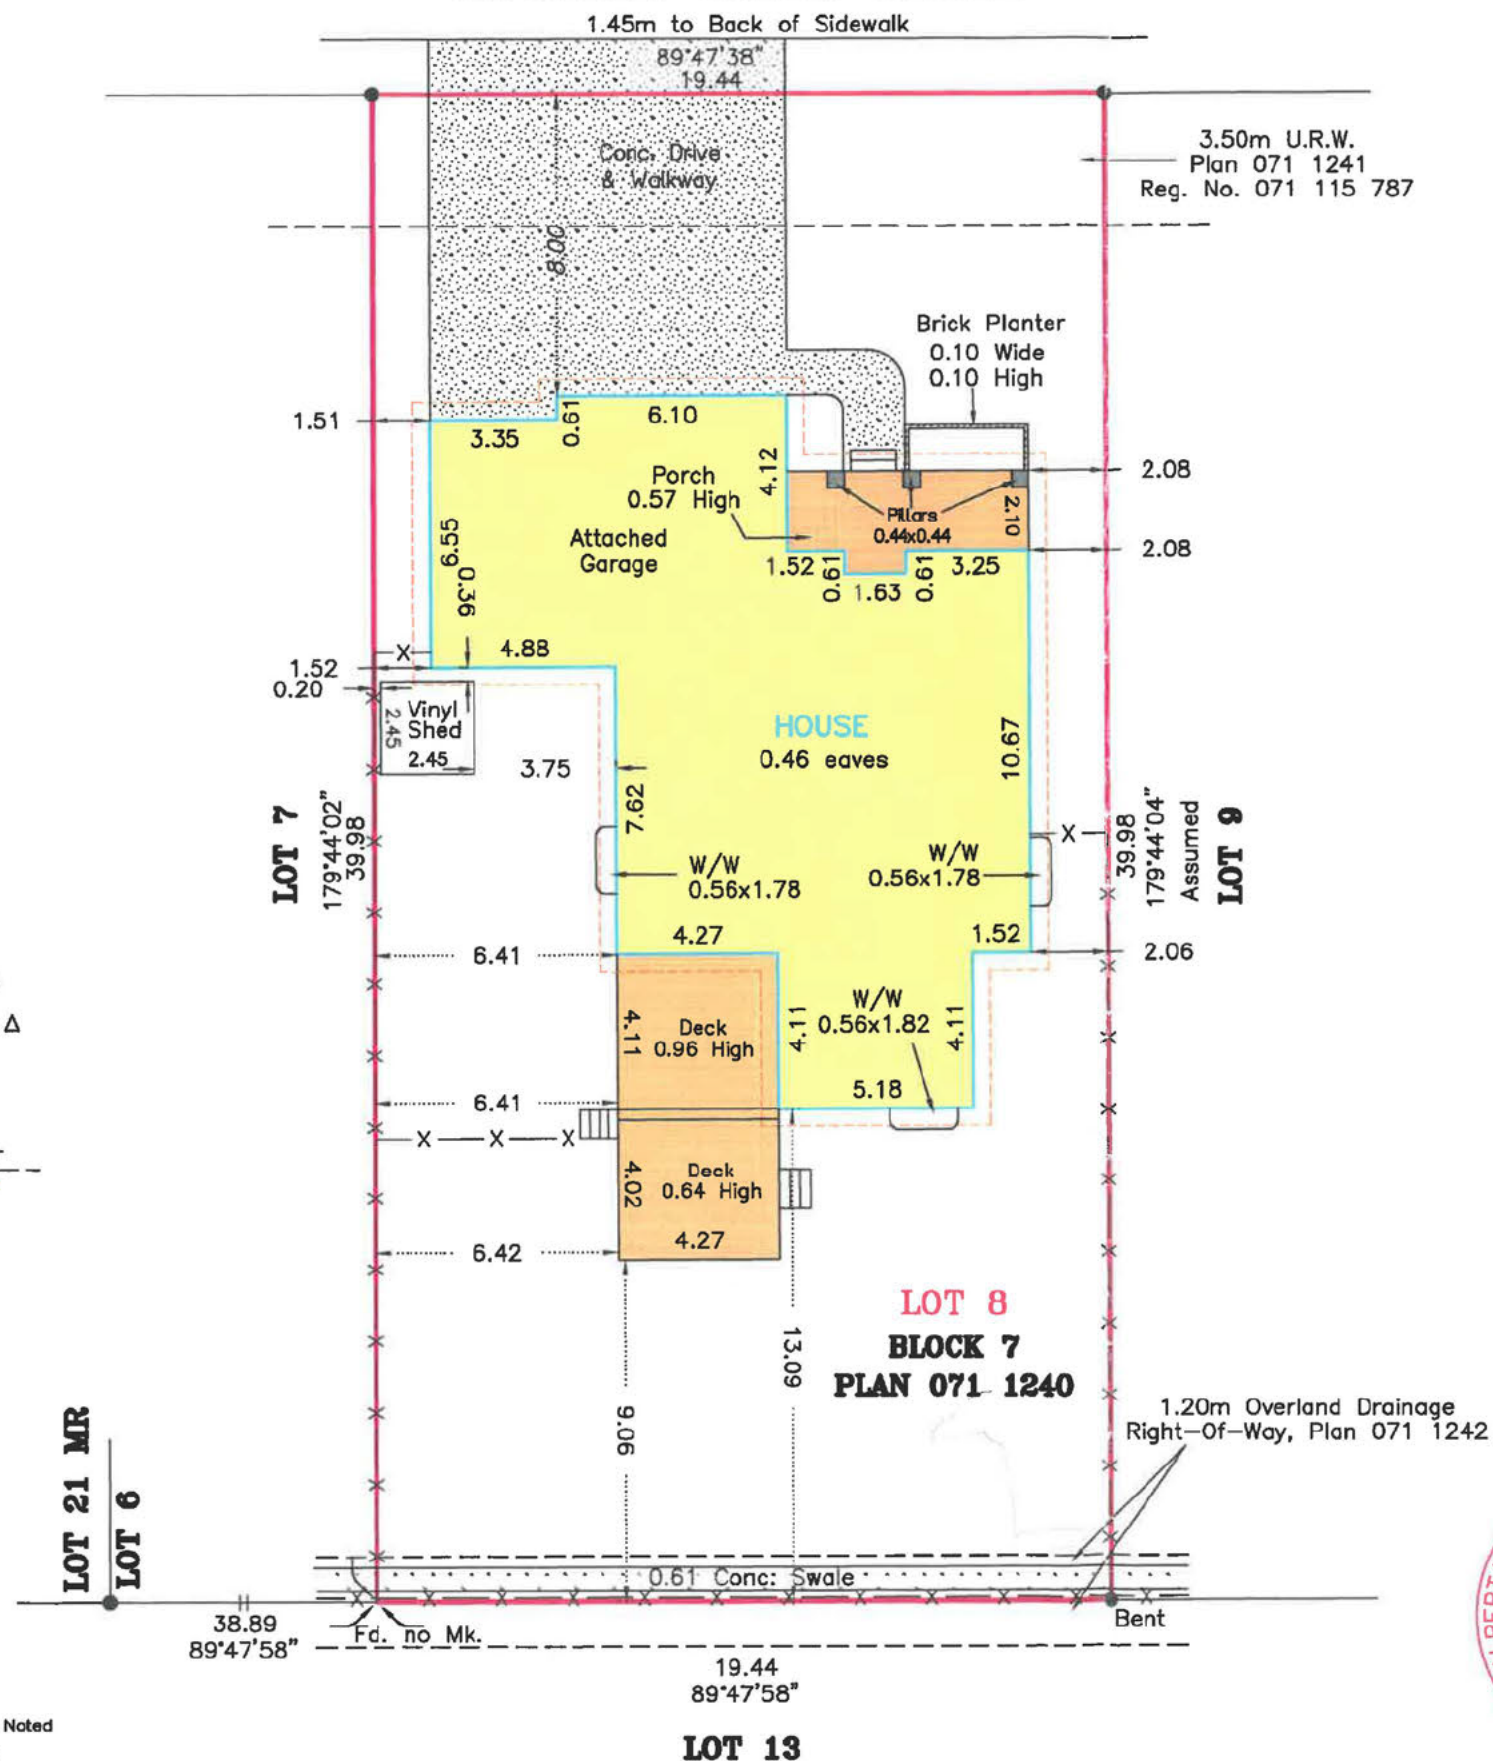 1.45m to Back of Sidewalk
89°47'38"
19.44
3.50m U.R.W.
Plan 071 1241
Reg. No. 071 115 787
Conc. Drive
& Walkway
8.00
Brick Planter
0.10 Wide
0.10 High
1.51
3.35
0.61
6.10
4.12
Porch
0.57 High
2.08
Pillars
0.44x0.44
2.10
2.08
6.55
0.36
Attached
Garage
1.52
0.61
1.63
0.61
3.25
X
4.88
1.52
0.20
Vinyl
Shed
2.45
2.45
3.75
HOUSE
0.46 eaves
10.67
7.62
LOT 7
179°44'02"
39.98
X
39.98
179°44'04"
Assumed
LOT 9
W/W
0.56x1.78
W/W
0.56x1.78
4.27
1.52
6.41
2.06
W/W
0.56x1.82
Deck
0.96 High
4.11
4.11
4.11
5.18
6.41
X X X
Deck
0.64 High
4.02
4.27
6.42
LOT 8
BLOCK 7
PLAN 071 1240
13.09
9.06
1.20m Overland Drainage
Right-Of-Way, Plan 071 1242
LOT 21 MR
LOT 6
0.61 Conc. Swale
38.89
89°47'58"
Fd. no Mk.
Bent
19.44
89°47'58"
Noted
LOT 13